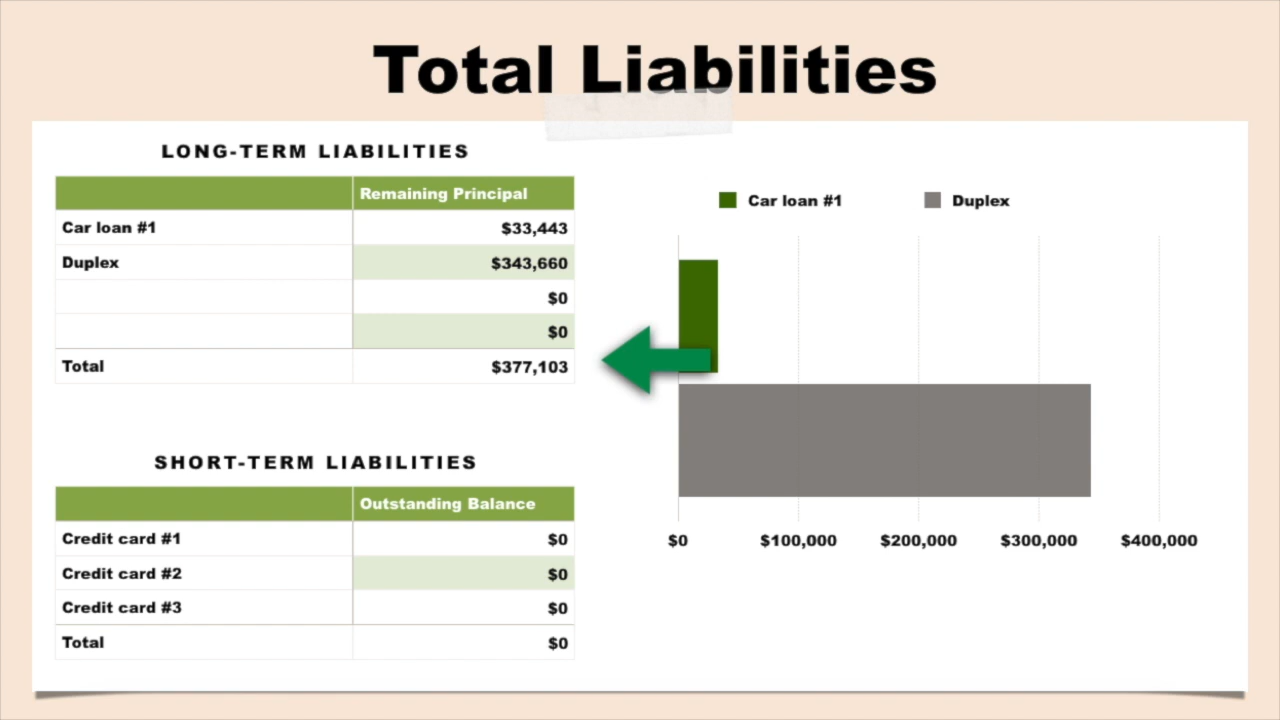 Total Liabilities
LONG-TERM LIABILITIES
Remaining Principal
Car loan #1 $33,443
Duplex $343,660
$0
$0
Total $377,103
SHORT-TERM LIABILITIES
Outstanding Balance
Credit card #1 $0
Credit card #2 $0
Credit card #3 $0
Total $0
Car loan #1 Duplex
$0 $100,000 $200,000 $300,000 $400,000